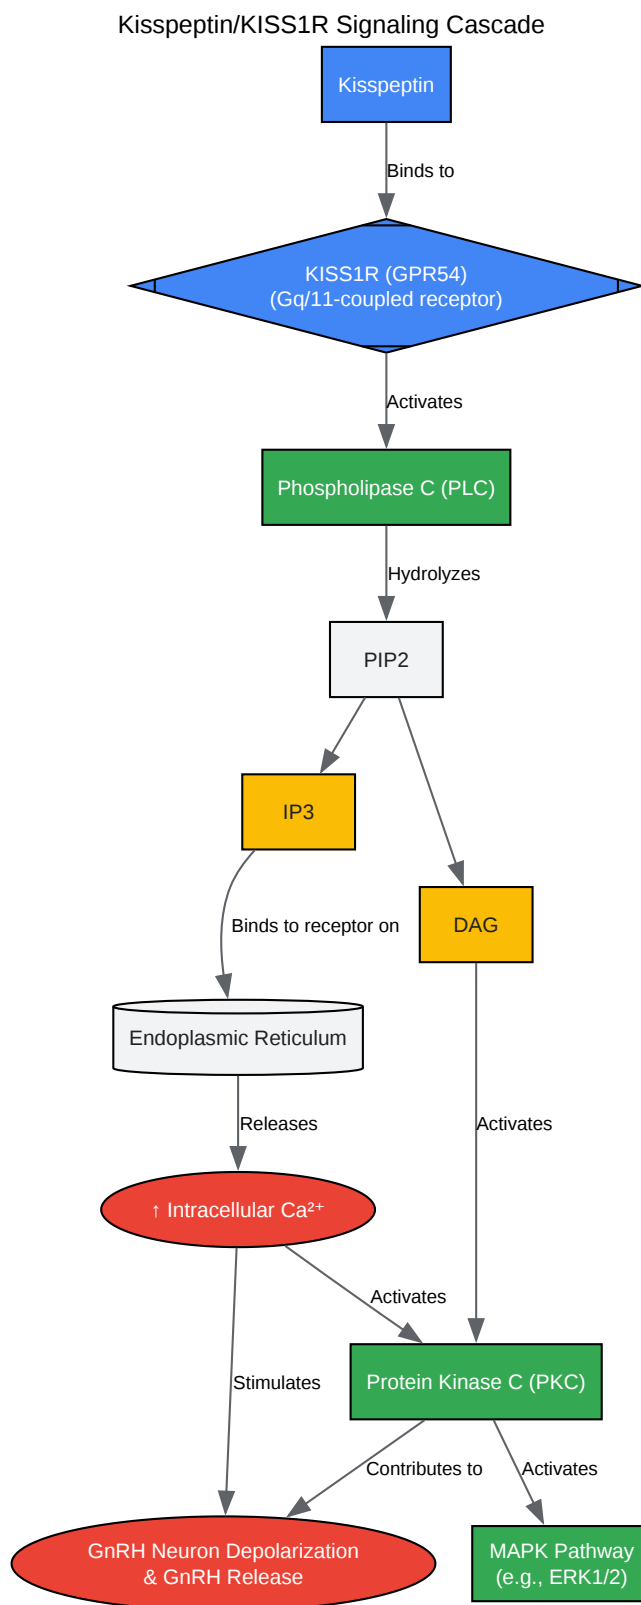 Kisspeptin/KISS1R Signaling Cascade
Kisspeptin
Binds to
KISS1R (GPR54)
(Gq/11-coupled receptor)
Activates
Phospholipase C (PLC)
Hydrolyzes
PIP2
IP3
DAG
Binds to receptor on
Endoplasmic Reticulum
Releases
Activates
↑ Intracellular Ca²⁺
Activates
Protein Kinase C (PKC)
Stimulates
Contributes to
Activates
GnRH Neuron Depolarization
& GnRH Release
MAPK Pathway
(e.g., ERK1/2)